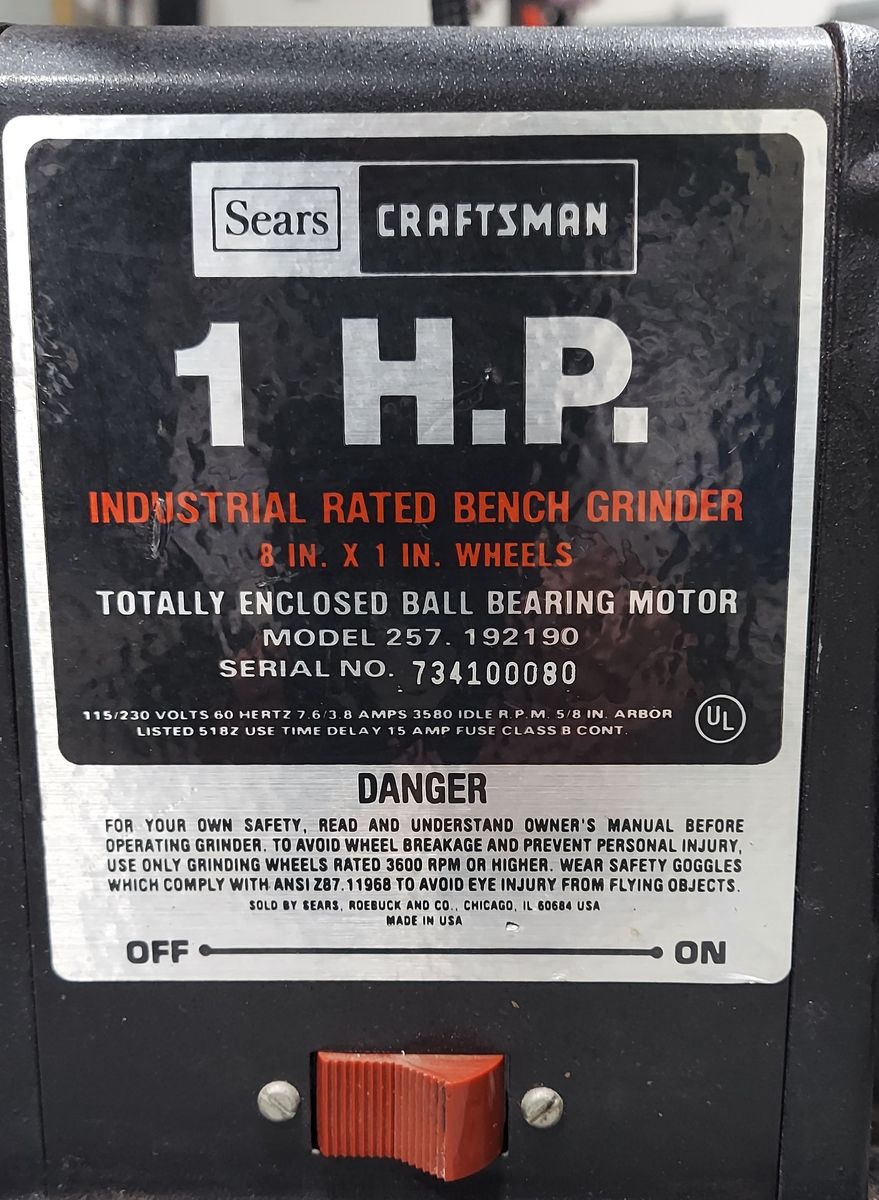 Sears CRAFTSMAN
1 H.P.
INDUSTRIAL RATED BENCH GRINDER
8 IN. X 1 IN. WHEELS
TOTALLY ENCLOSED BALL BEARING MOTOR
MODEL 257. 192190
SERIAL NO. 734100080
115/230 VOLTS 60 HERTZ 7.6/3.8 AMPS 3580 IDLE R.P.M. 5/8 IN. ARBOR
LISTED 518Z USE TIME DELAY 15 AMP FUSE CLASS B CONT.
UL
DANGER
FOR YOUR OWN SAFETY, READ AND UNDERSTAND OWNER'S MANUAL BEFORE
OPERATING GRINDER. TO AVOID WHEEL BREAKAGE AND PREVENT PERSONAL INJURY,
USE ONLY GRINDING WHEELS RATED 3600 RPM OR HIGHER. WEAR SAFETY GOGGLES
WHICH COMPLY WITH ANSI Z87.11968 TO AVOID EYE INJURY FROM FLYING OBJECTS.
SOLD BY SEARS, ROEBUCK AND CO., CHICAGO, IL 60684 USA
MADE IN USA
OFF ON